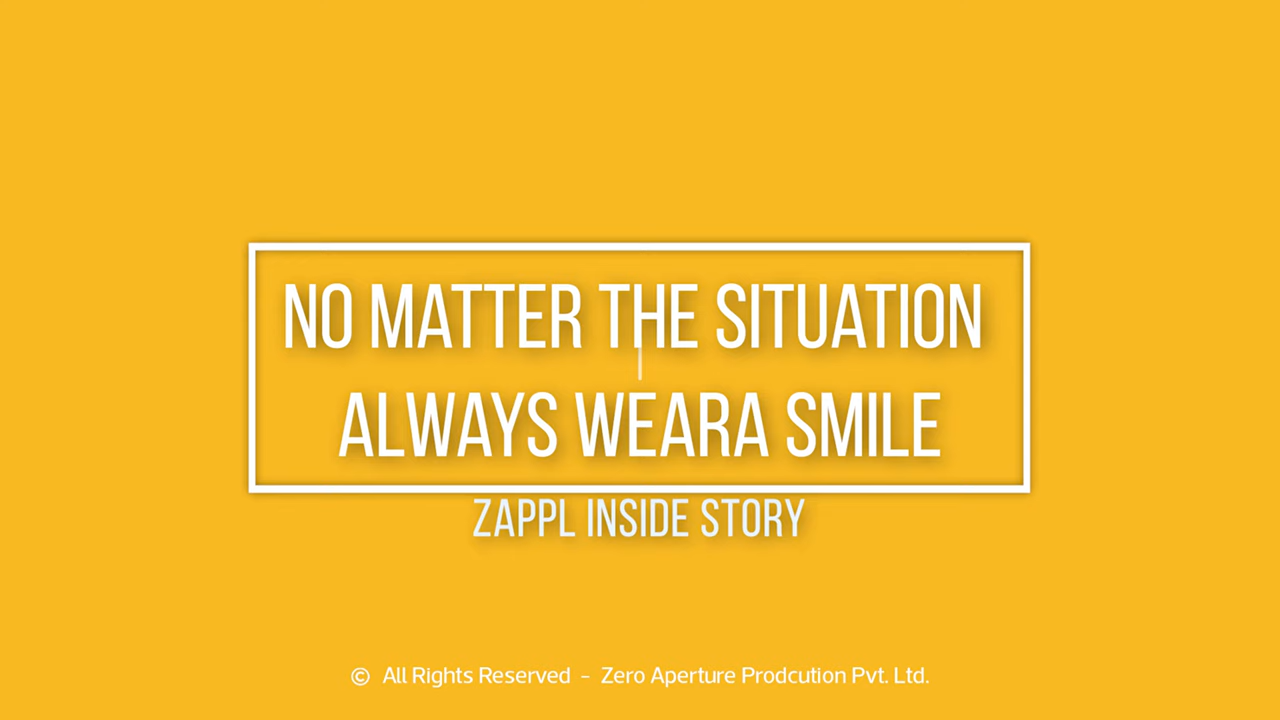 NO MATTER THE SITUATION
ALWAYS WEARA SMILE
ZAPPL INSIDE STORY
© All Rights Reserved - Zero Aperture Prodcution Pvt. Ltd.